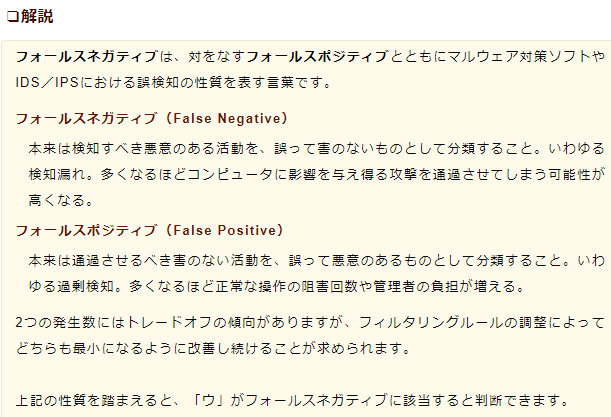 ❏解説
フォールスネガティブは、対をなすフォールスポジティブとともにマルウェア対策ソフトや
IDS／IPSにおける誤検知の性質を表す言葉です。
フォールスネガティブ（False Negative）
本来は検知すべき悪意のある活動を、誤って害のないものとして分類すること。いわゆる
検知漏れ。多くなるほどコンピュータに影響を与え得る攻撃を通過させてしまう可能性が
高くなる。
フォールスポジティブ（False Positive）
本来は通過させるべき害のない活動を、誤って悪意のあるものとして分類すること。いわ
ゆる過剰検知。多くなるほど正常な操作の阻害回数や管理者の負担が増える。
2つの発生数にはトレードオフの傾向がありますが、フィルタリングルールの調整によって
どちらも最小になるように改善し続けることが求められます。
上記の性質を踏まえると、「ウ」がフォールスネガティブに該当すると判断できます。